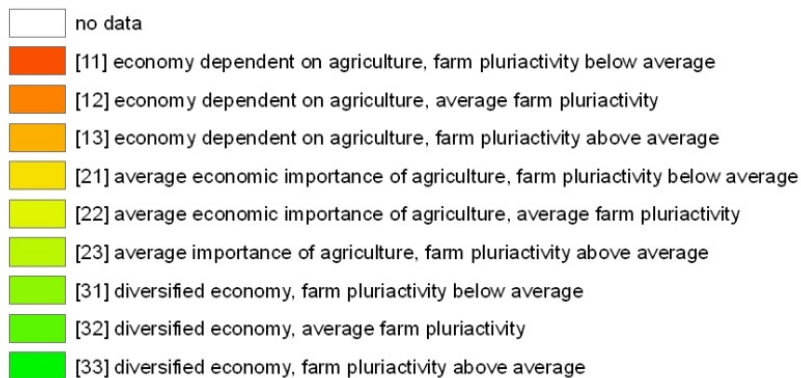 no data
[11] economy dependent on agriculture, farm pluriactivity below average
[12] economy dependent on agriculture, average farm pluriactivity
[13] economy dependent on agriculture, farm pluriactivity above average
[21] average economic importance of agriculture, farm pluriactivity below average
[22] average economic importance of agriculture, average farm pluriactivity
[23] average importance of agriculture, farm pluriactivity above average
[31] diversified economy, farm pluriactivity below average
[32] diversified economy, average farm pluriactivity
[33] diversified economy, farm pluriactivity above average